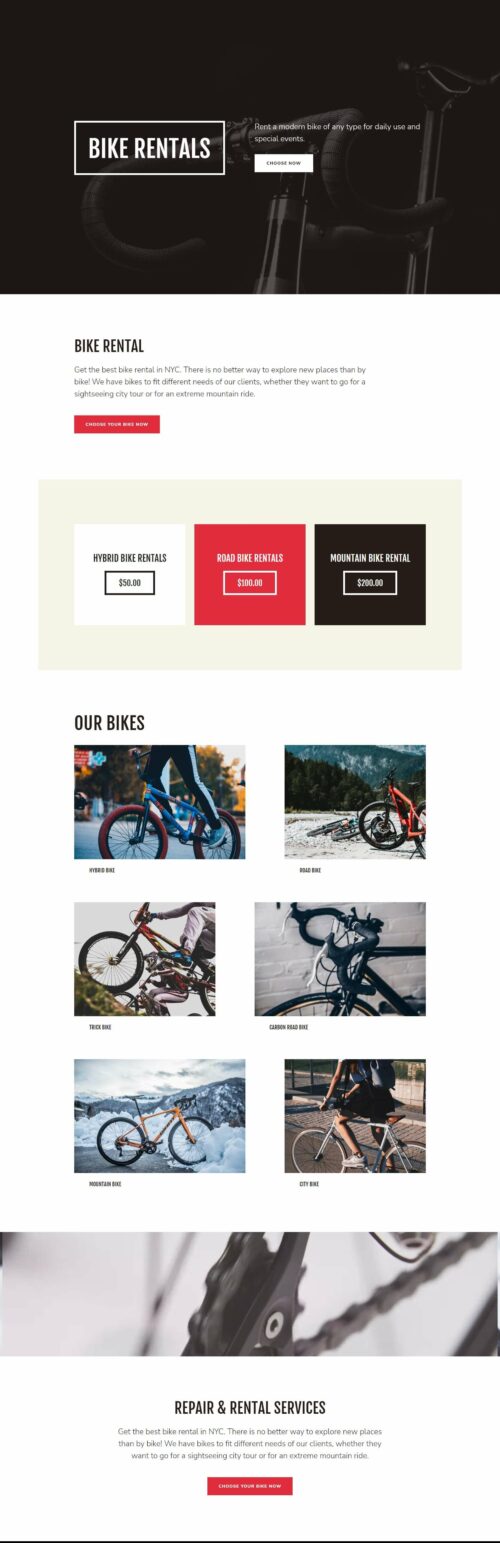 BIKE RENTALS
Rent a modern bike of any type for daily use and
special events.
CHOOSE NOW
BIKE RENTAL
Get the best bike rental in NYC. There is no better way to explore new places than by
bike! We have bikes to fit different needs of our clients, whether they want to go for a
sightseeing city tour or for an extreme mountain ride.
CHOOSE YOUR BIKE NOW
HYBRID BIKE RENTALS
$50.00
ROAD BIKE RENTALS
$100.00
MOUNTAIN BIKE RENTAL
$200.00
OUR BIKES
HYBRID BIKE
ROAD BIKE
TRICK BIKE
CARBON ROAD BIKE
MOUNTAIN BIKE
CITY BIKE
REPAIR & RENTAL SERVICES
Get the best bike rental in NYC. There is no better way to explore new places
than by bike! We have bikes to fit different needs of our clients, whether they
want to go for a sightseeing city tour or for an extreme mountain ride.
CHOOSE YOUR BIKE NOW